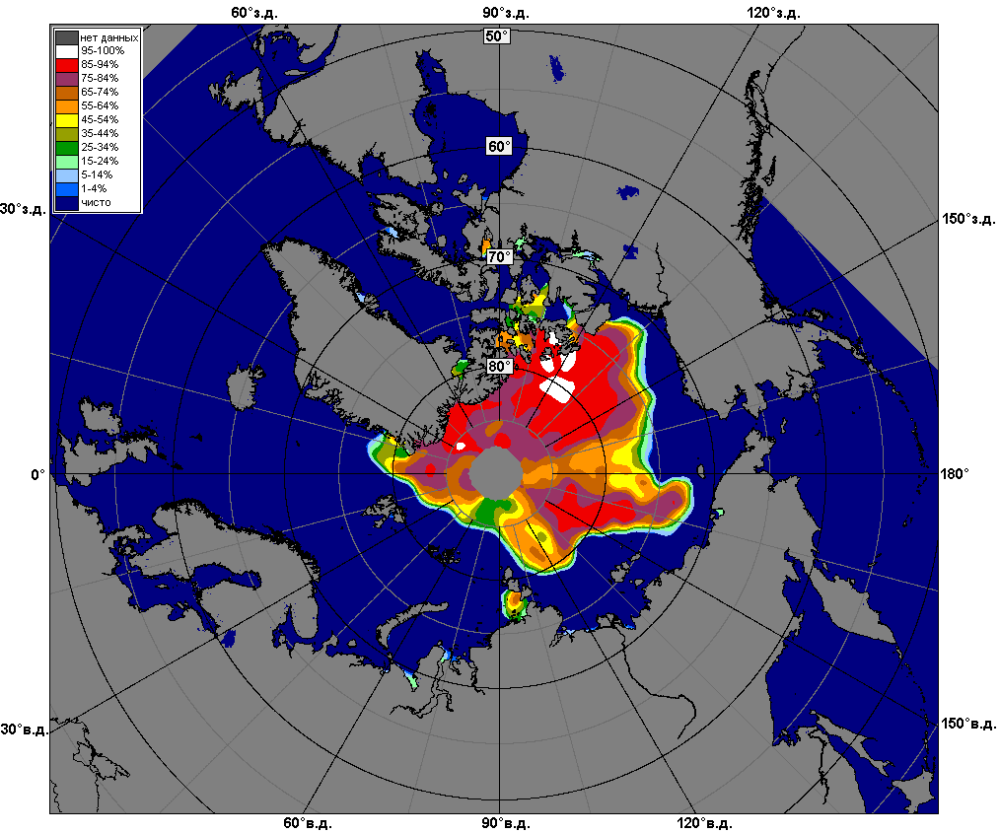 60°з.д.
90°з.д.
120°з.д.
нет данных
95-100%
85-94%
75-84%
65-74%
55-64%
45-54%
35-44%
25-34%
15-24%
5-14%
1-4%
чисто
50°
60°
30°з.д.
150°з.д.
70°
80°
0°
180°
30°в.д.
150°в.д.
60°в.д.
90°в.д.
120°в.д.